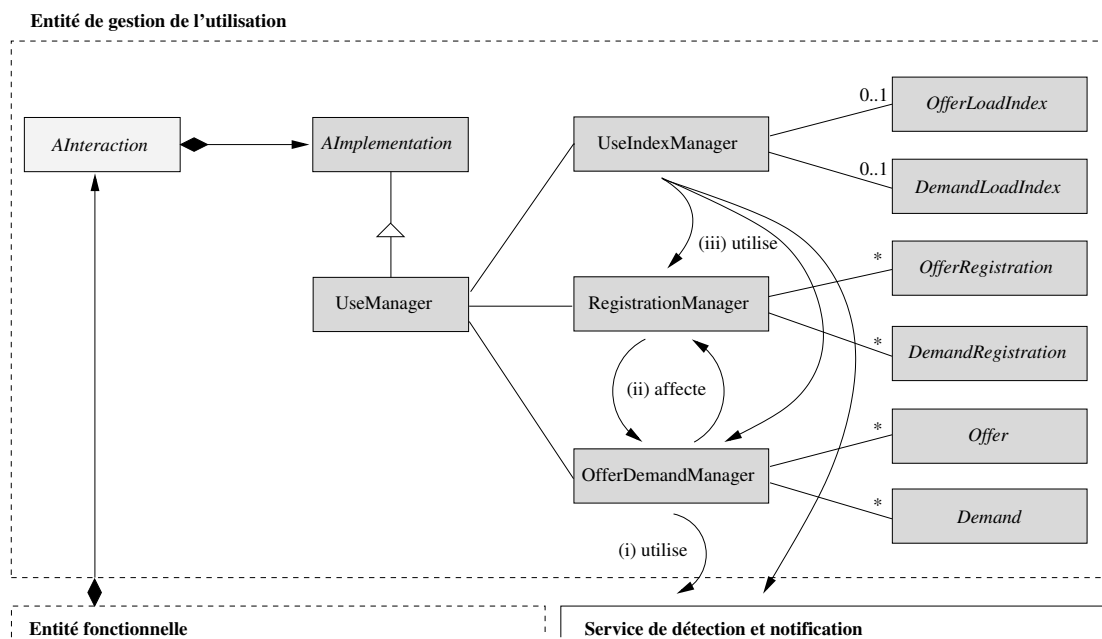 Entité de gestion de l'utilisation
0..1
OfferLoadIndex
AInteraction
AImplementation
UseIndexManager
0..1
DemandLoadIndex
(iii) utilise
*
OfferRegistration
UseManager
RegistrationManager
*
DemandRegistration
(ii) affecte
*
Offer
OfferDemandManager
*
Demand
(i) utilise
Entité fonctionnelle
Service de détection et notification